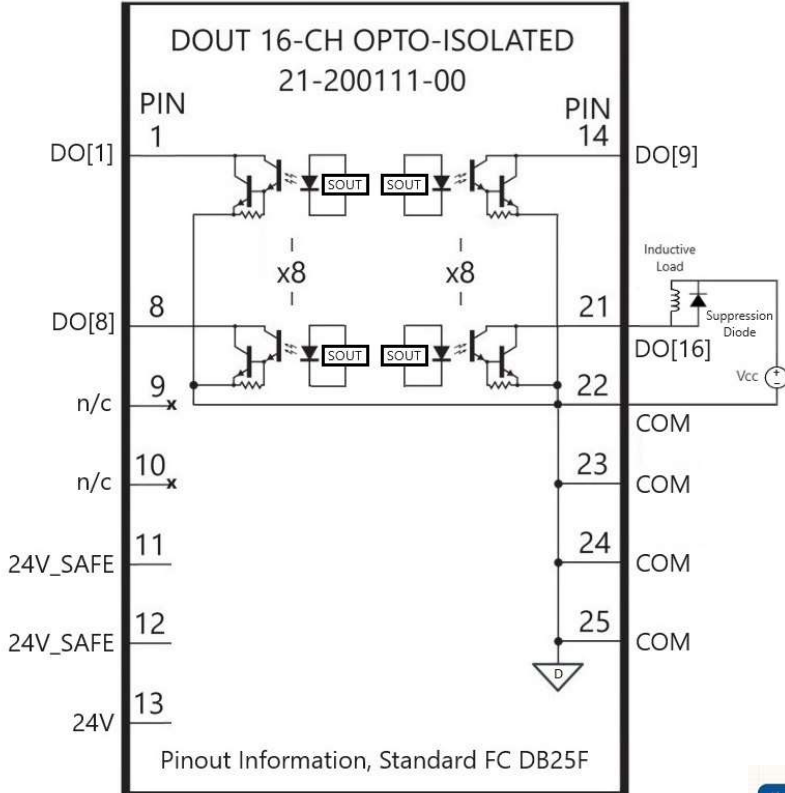 DOUT 16-CH OPTO-ISOLATED
21-200111-00
PIN
PIN
1
14
DO[1]
DO[9]
SOUT
SOUT
x8
x8
Inductive
Load
Suppression
Diode
8
21
DO[8]
DO[16]
SOUT
SOUT
Vcc
+
-
9
22
n/c
x
COM
10
23
n/c
x
COM
11
24
24V_SAFE
COM
12
25
24V_SAFE
COM
D
13
24V
Pinout Information, Standard FC DB25F